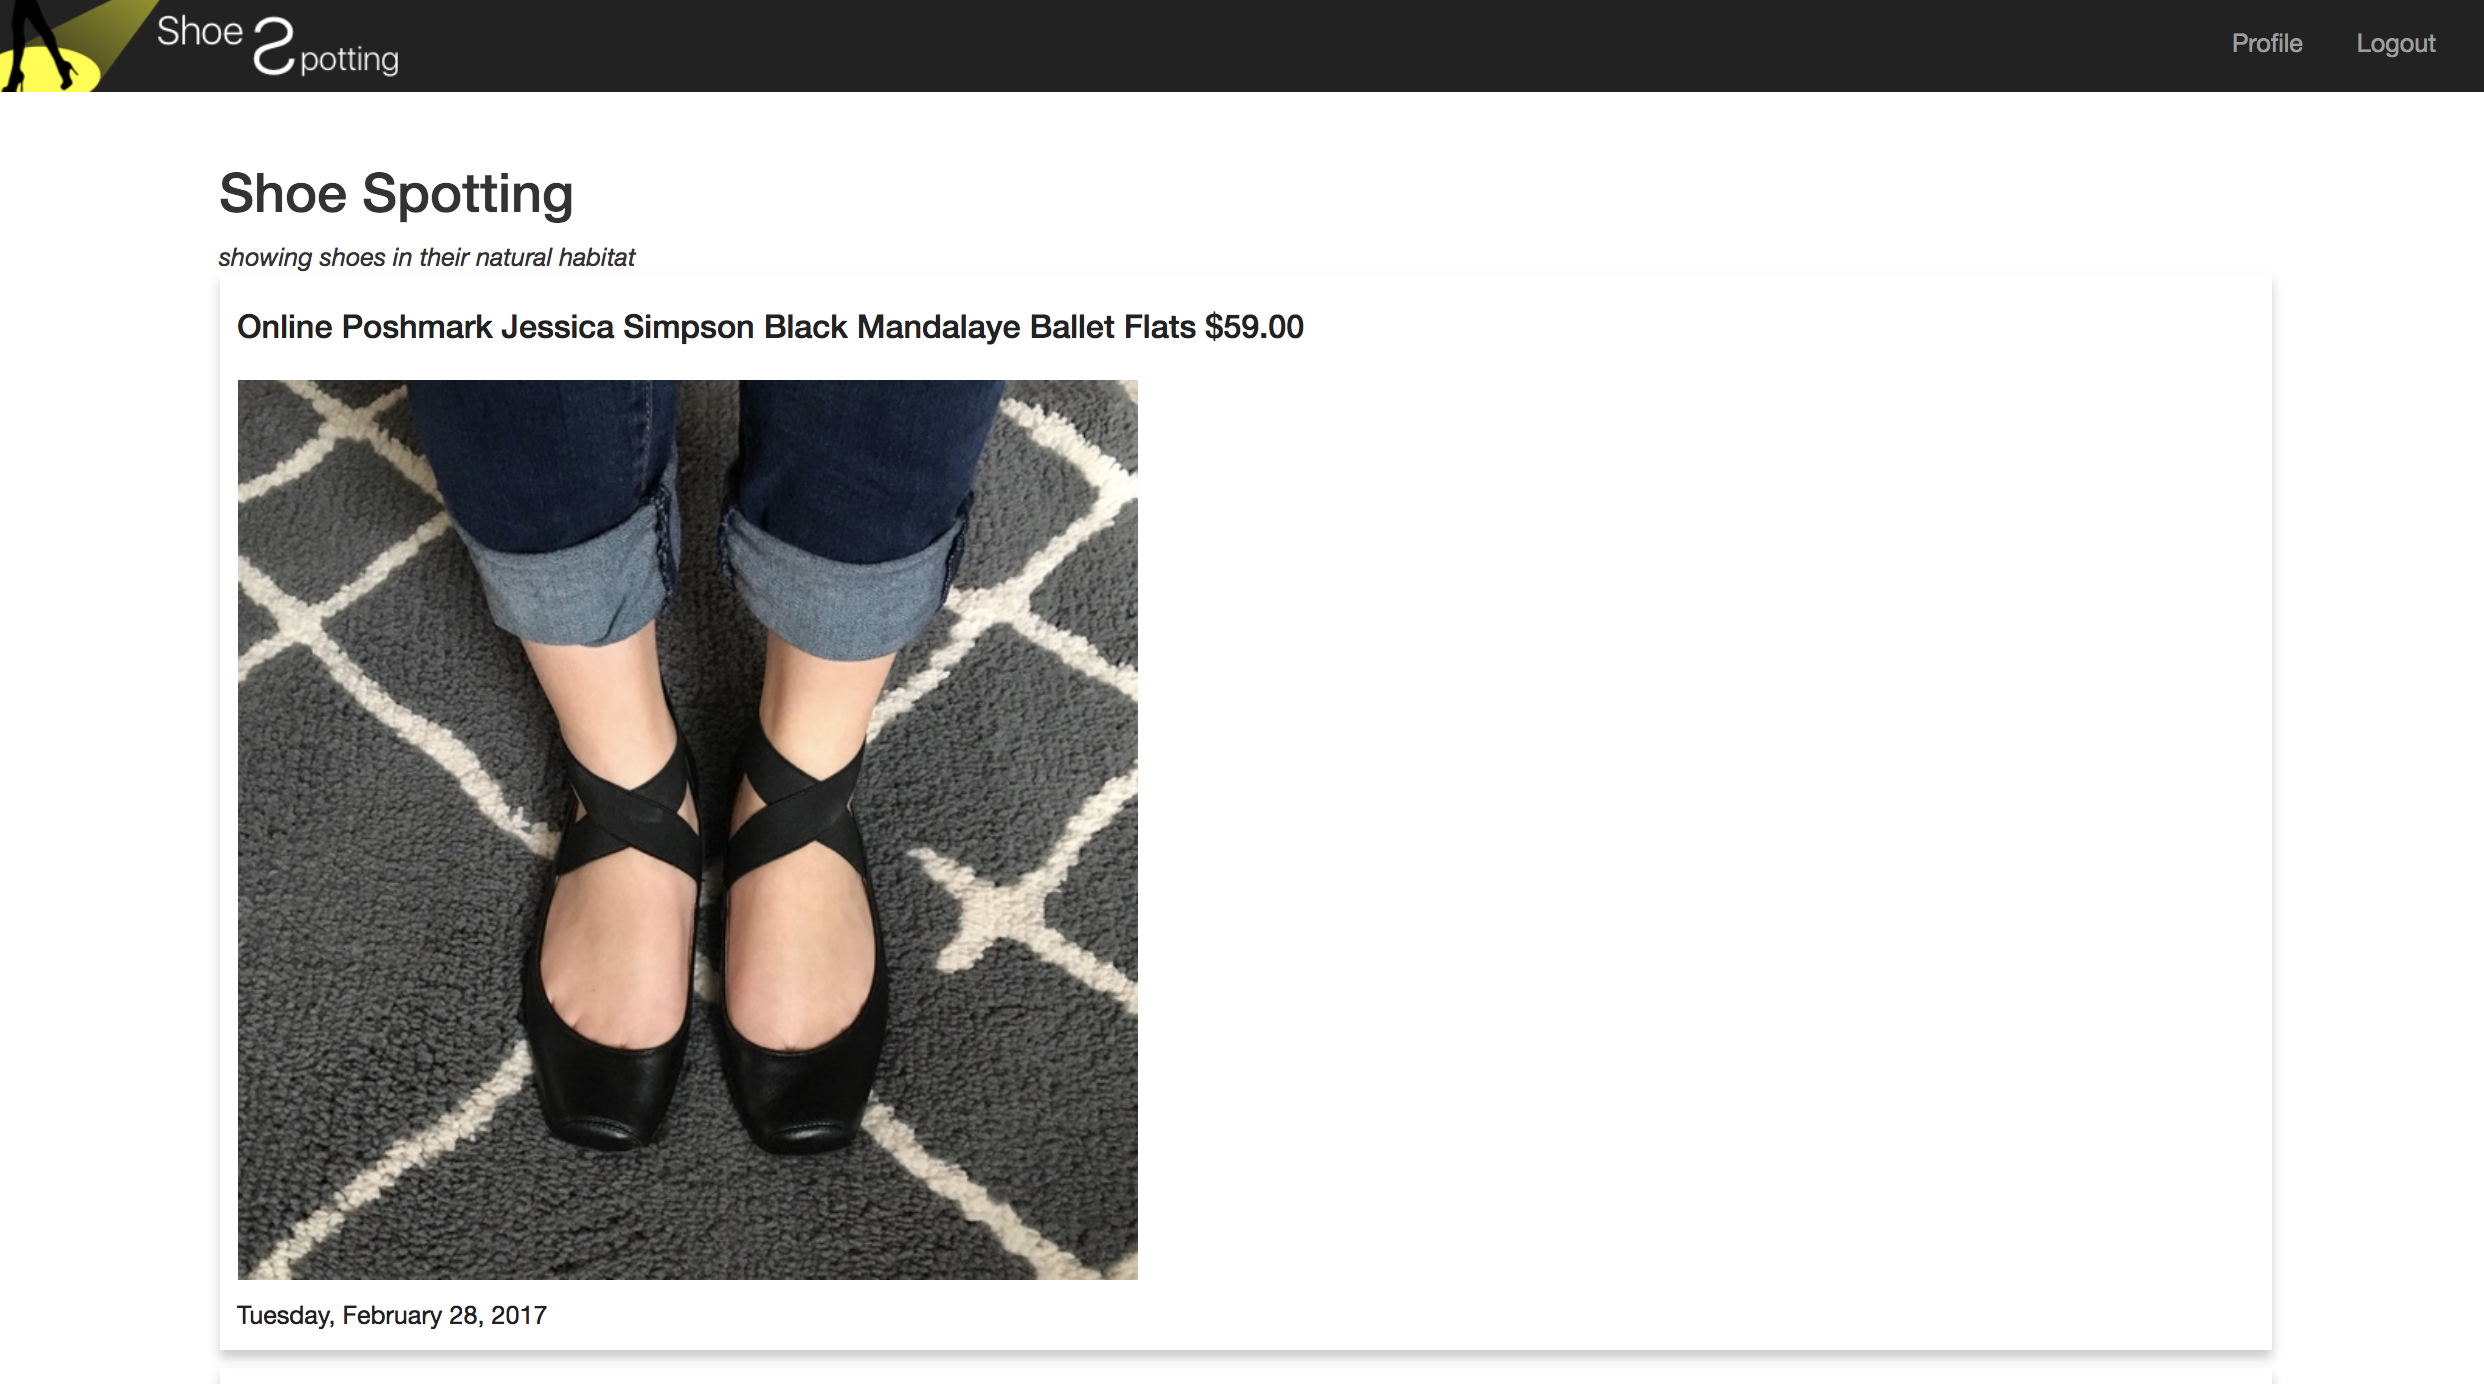 Shoe Spotting
Profile
Logout
Shoe Spotting
showing shoes in their natural habitat
Online Poshmark Jessica Simpson Black Mandalaye Ballet Flats $59.00
Tuesday, February 28, 2017